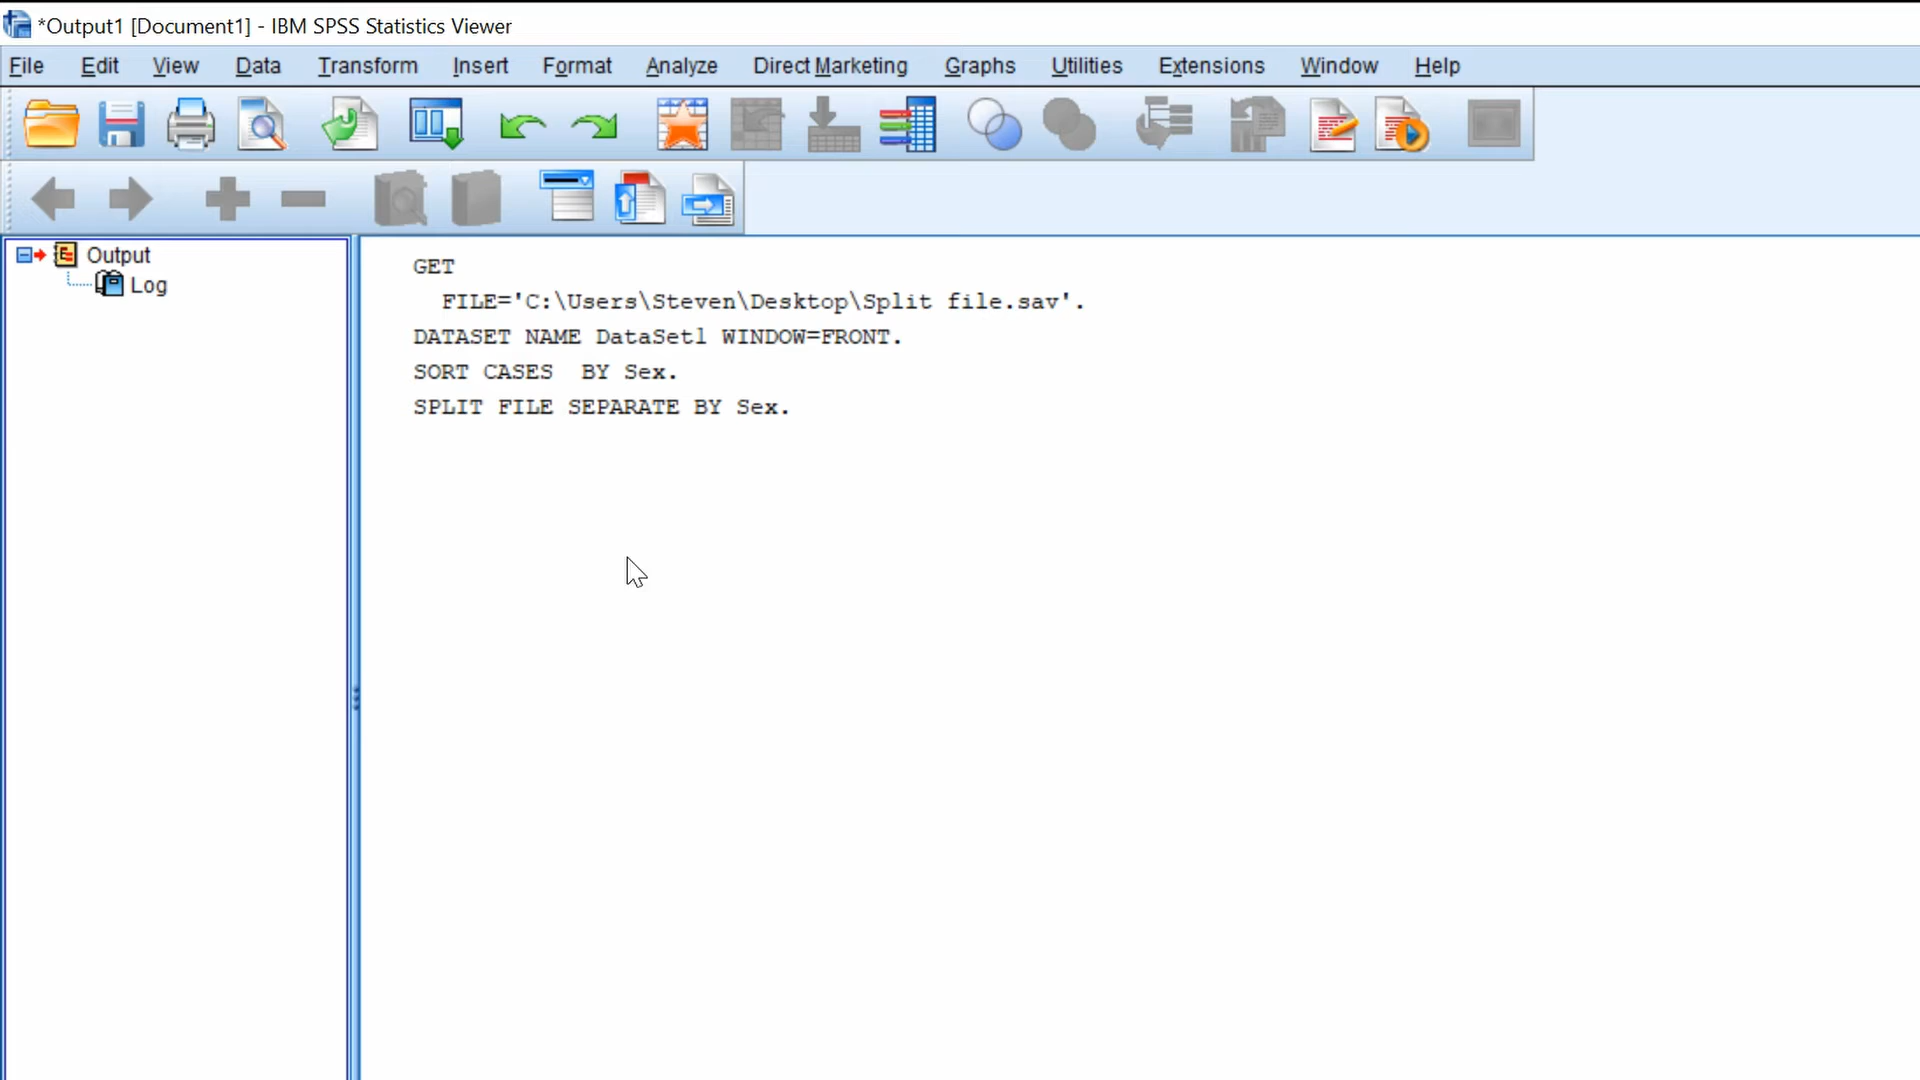 *Output1 [Document1] - IBM SPSS Statistics Viewer
File Edit View Data Transform Insert Format Analyze Direct Marketing Graphs Utilities Extensions Window Help
Output
Log
GET
FILE='C:\Users\Steven\Desktop\Split file.sav'.
DATASET NAME DataSet1 WINDOW=FRONT.
SORT CASES BY Sex.
SPLIT FILE SEPARATE BY Sex.